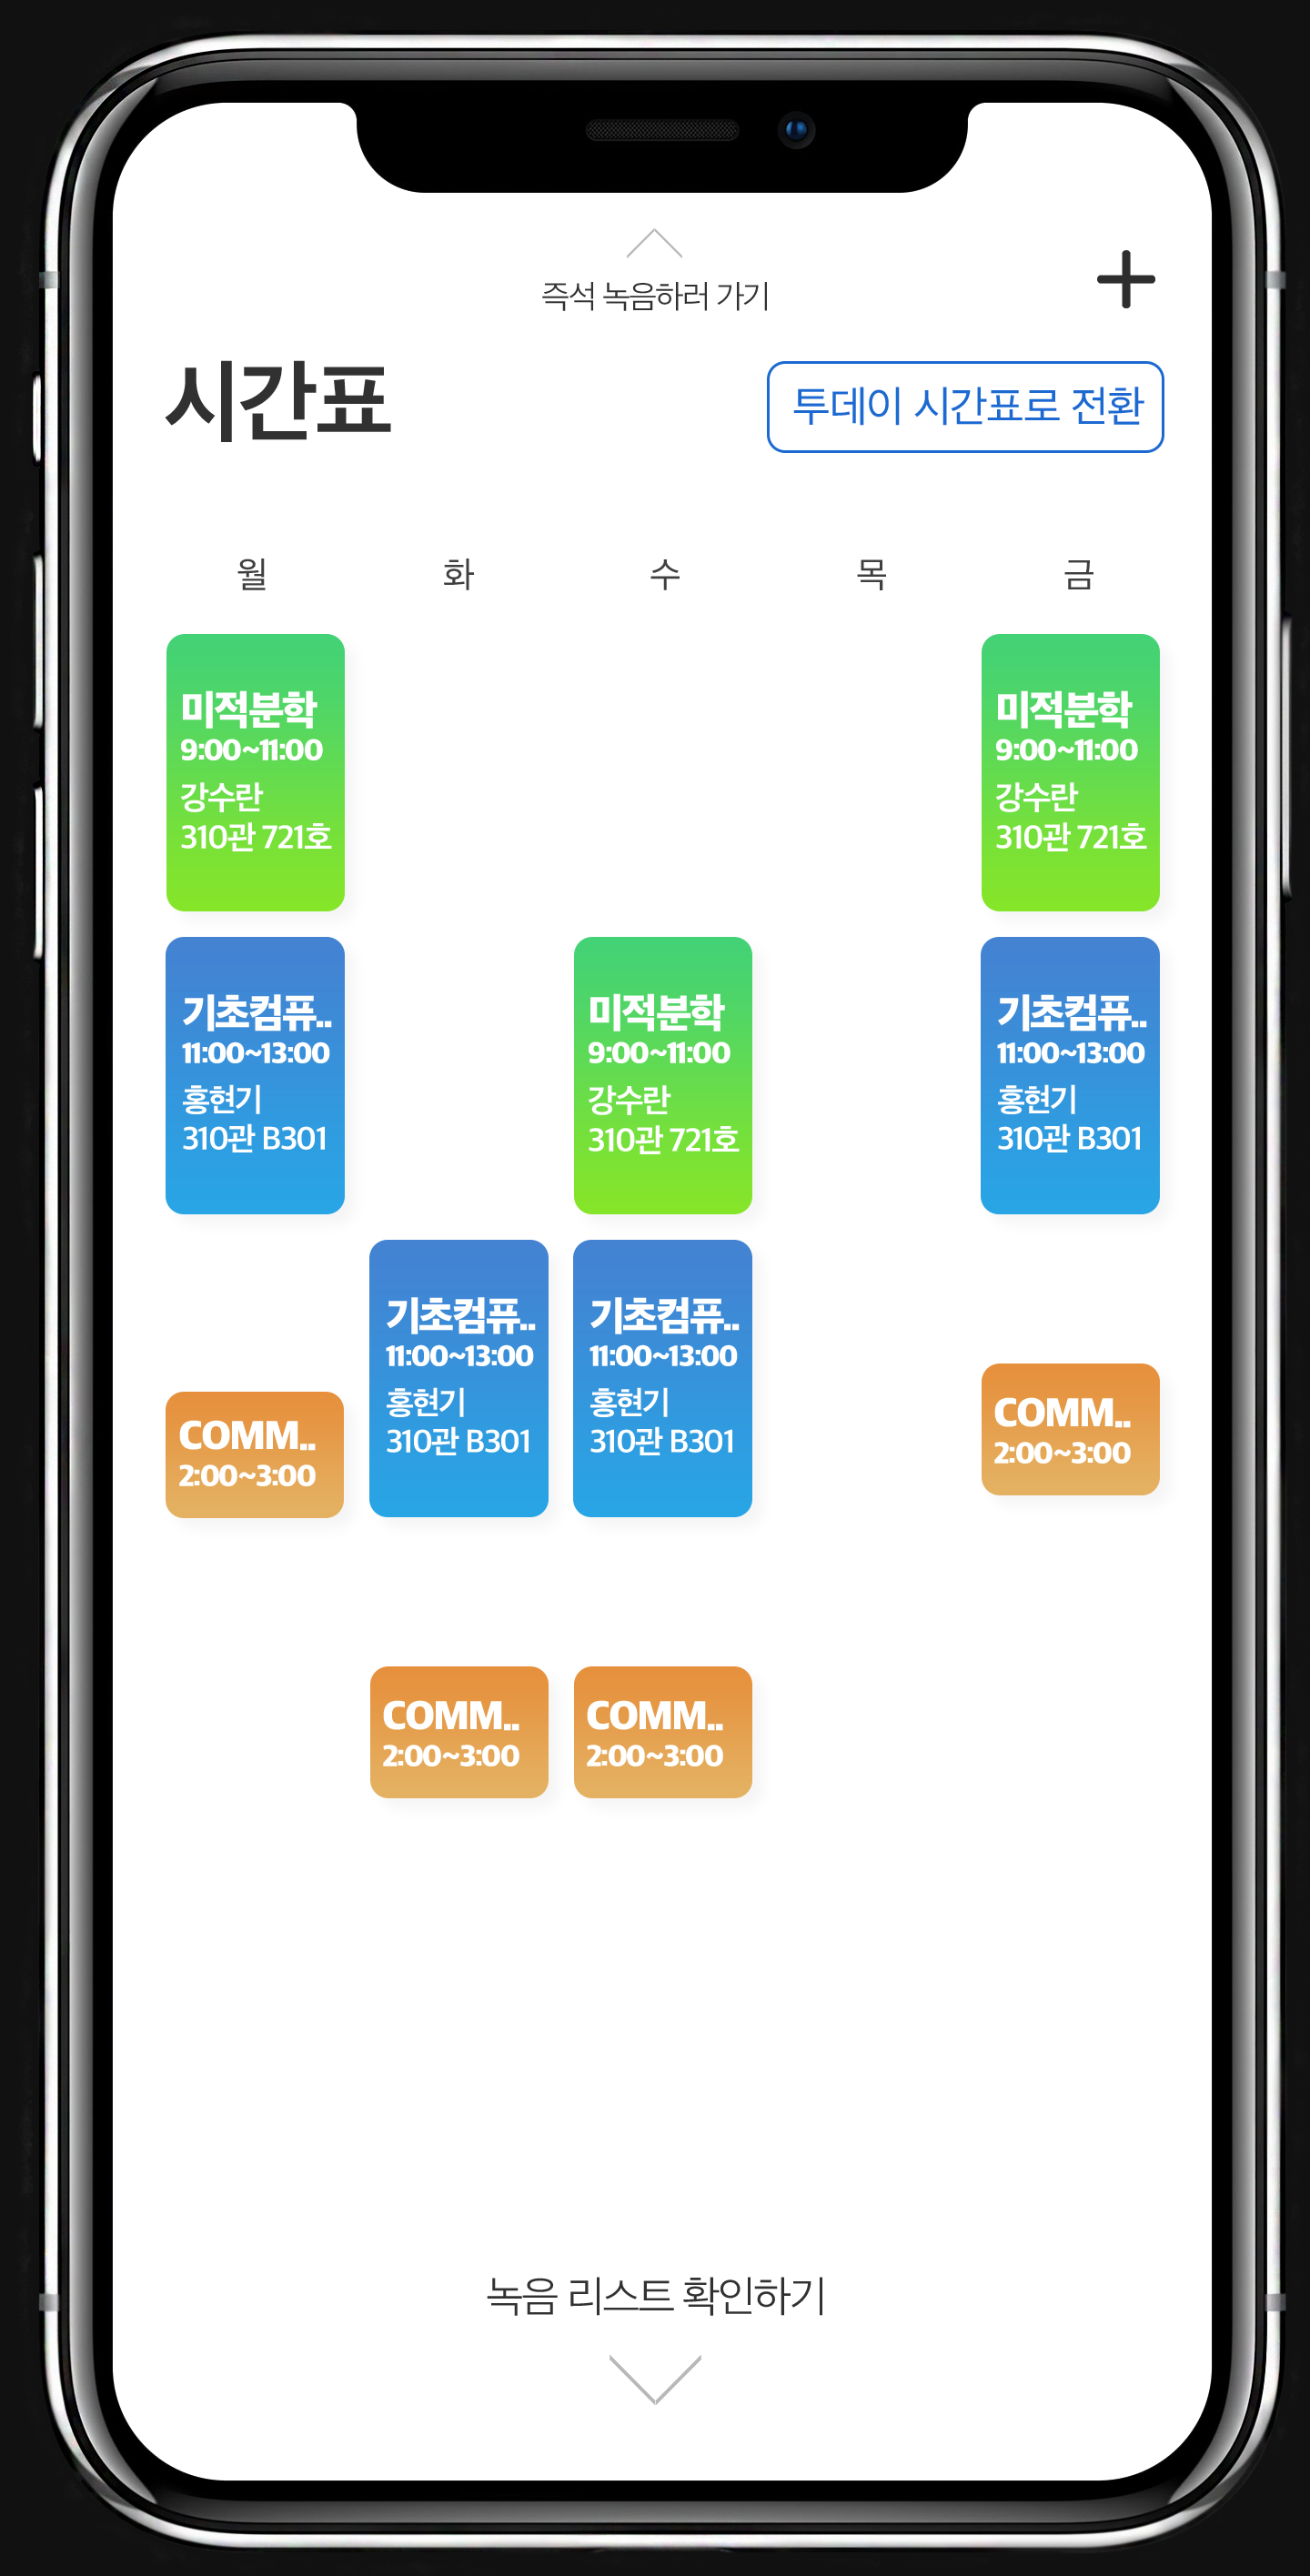 즉석 녹음하러 가기
시간표
투데이 시간표로 전환
월 화 수 목 금
미적분학
9:00~11:00
강수란
310관 721호
미적분학
9:00~11:00
강수란
310관 721호
기초컴퓨..
11:00~13:00
홍현기
310관 B301
미적분학
9:00~11:00
강수란
310관 721호
기초컴퓨..
11:00~13:00
홍현기
310관 B301
기초컴퓨..
11:00~13:00
홍현기
310관 B301
기초컴퓨..
11:00~13:00
홍현기
310관 B301
COMM..
2:00~3:00
COMM..
2:00~3:00
COMM..
2:00~3:00
COMM..
2:00~3:00
녹음 리스트 확인하기